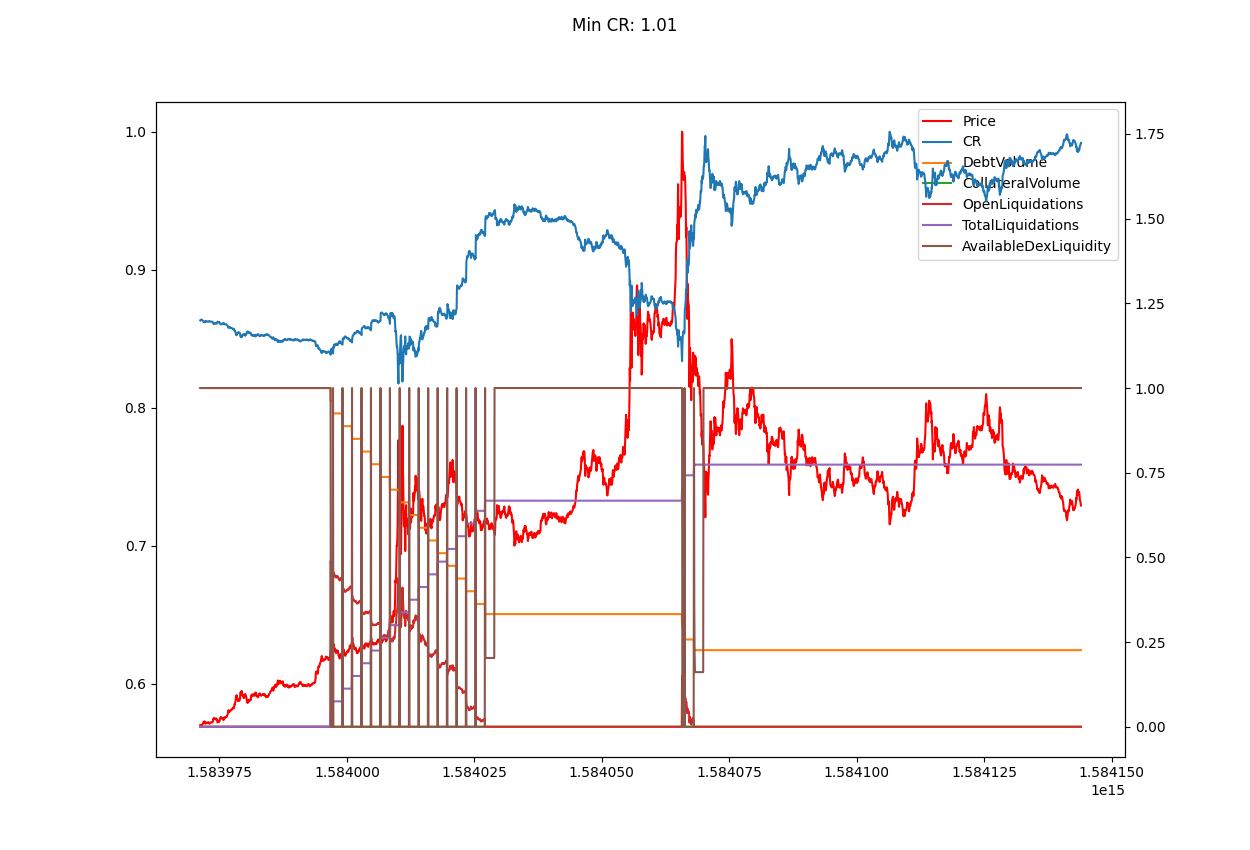 Min CR: 1.01
1.0
0.9
0.8
0.7
0.6
1.75
1.50
1.25
1.00
0.75
0.50
0.25
0.00
Price
CR
DebtVolume
CollateralVolume
OpenLiquidations
TotalLiquidations
AvailableDexLiquidity
1.583975 1.584000 1.584025 1.584050 1.584075 1.584100 1.584125 1.584150
1e15